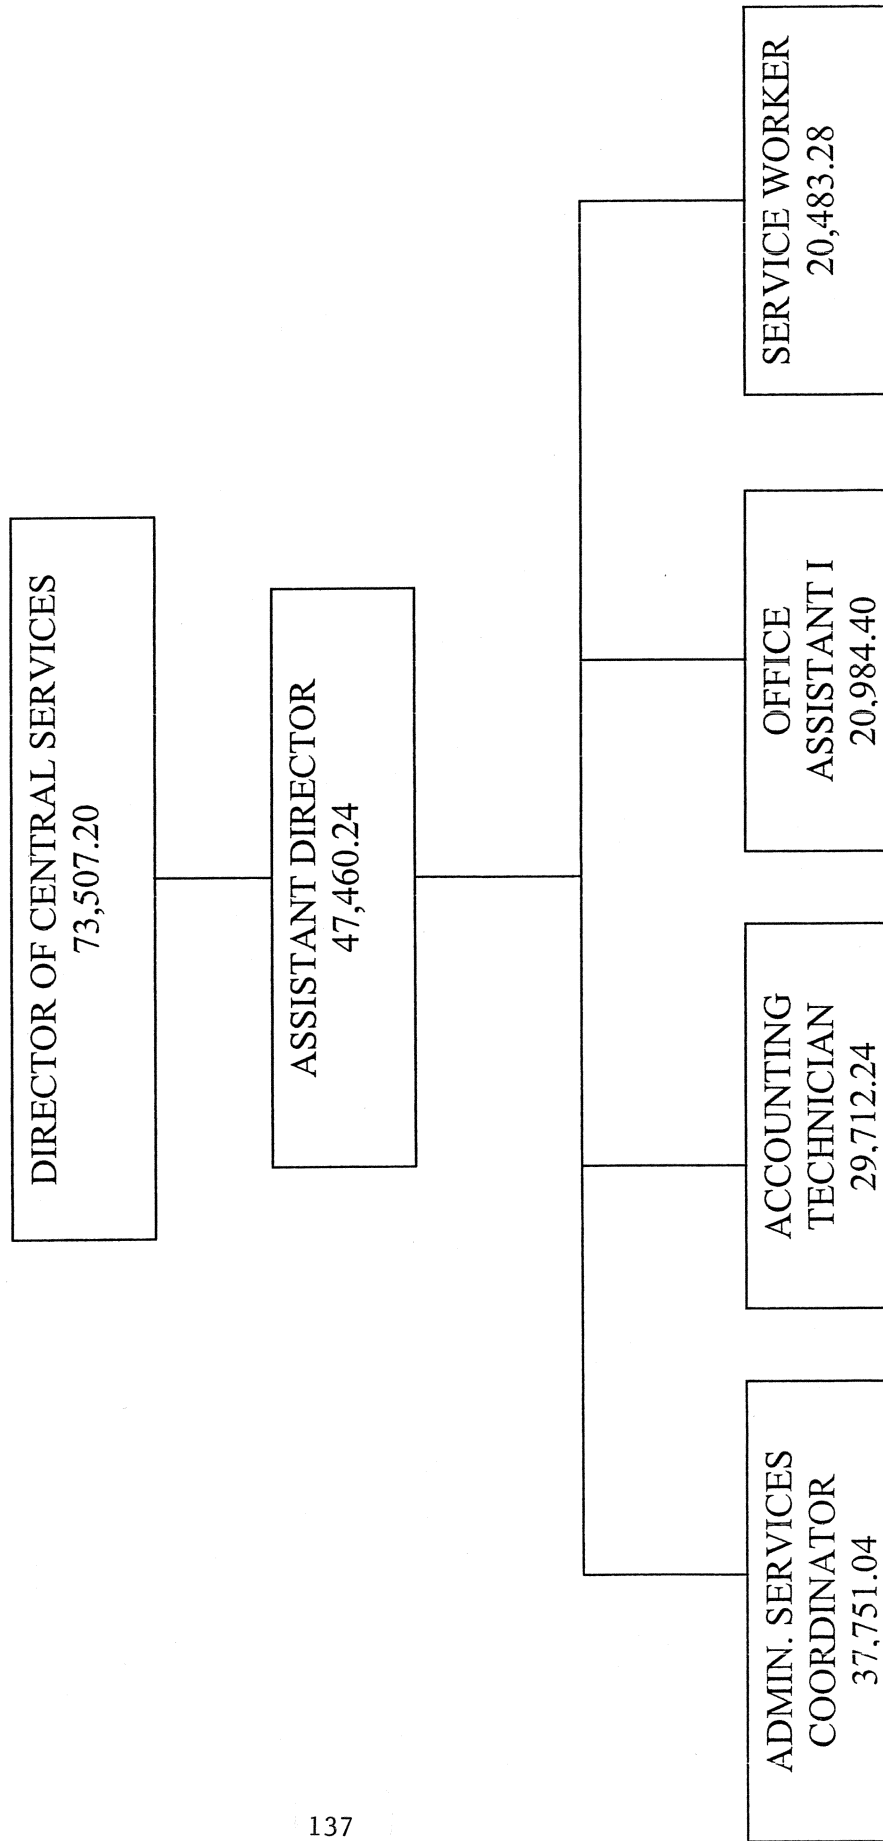 DIRECTOR OF CENTRAL SERVICES
73,507.20
ASSISTANT DIRECTOR
47,460.24
ADMIN. SERVICES
COORDINATOR
37,751.04
ACCOUNTING
TECHNICIAN
29,712.24
OFFICE
ASSISTANT I
20,984.40
SERVICE WORKER
20,483.28
137